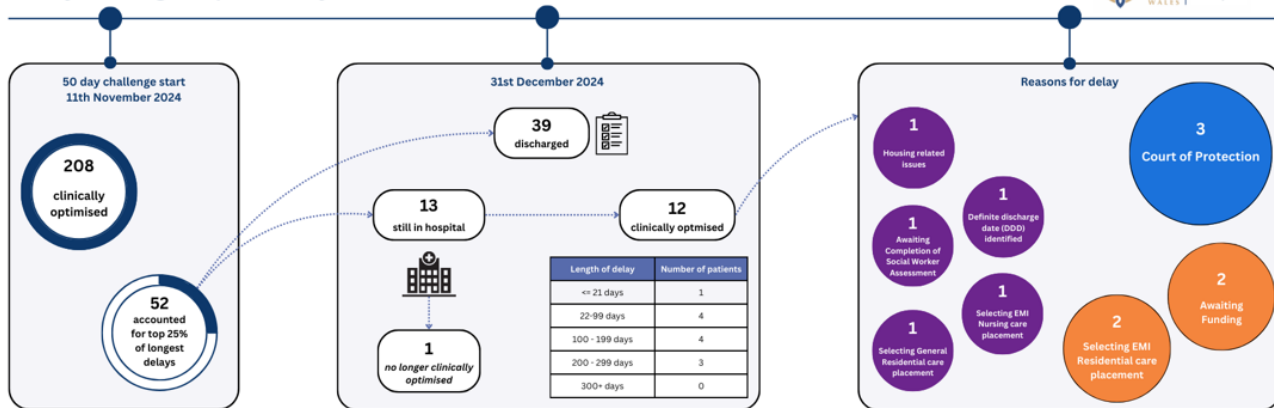 WALES
50 day challenge start
11th November 2024
208
clinically
optimised
52
accounted
for top 25%
of longest
delays
31st December 2024
39
discharged
13
still in hospital
12
clinically optmised
1
no longer clinically
optimised
Length of delay Number of patients
<= 21 days 1
22-99 days 4
100 - 199 days 4
200 - 299 days 3
300+ days 0
Reasons for delay
1
Housing related
issues
3
Court of Protection
1
Definite discharge
date (DDD)
identified
1
Awaiting
Completion of
Social Worker
Assessment
1
Selecting EMI
Nursing care
placement
2
Awaiting
Funding
1
Selecting General
Residential care
placement
2
Selecting EMI
Residential care
placement